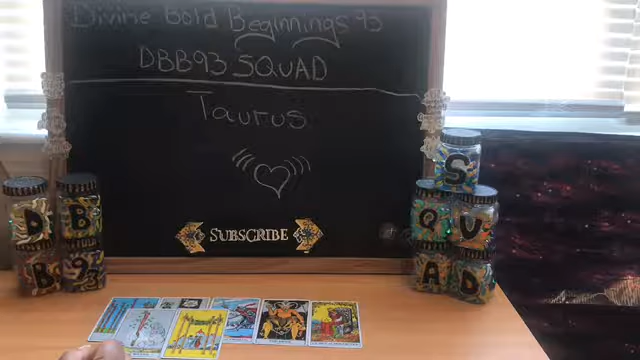 Divine Bold Beginnings 93
DBB93 SQUAD
Taurus
SUBSCRIBE
D B
B 93
S
Q U
A D